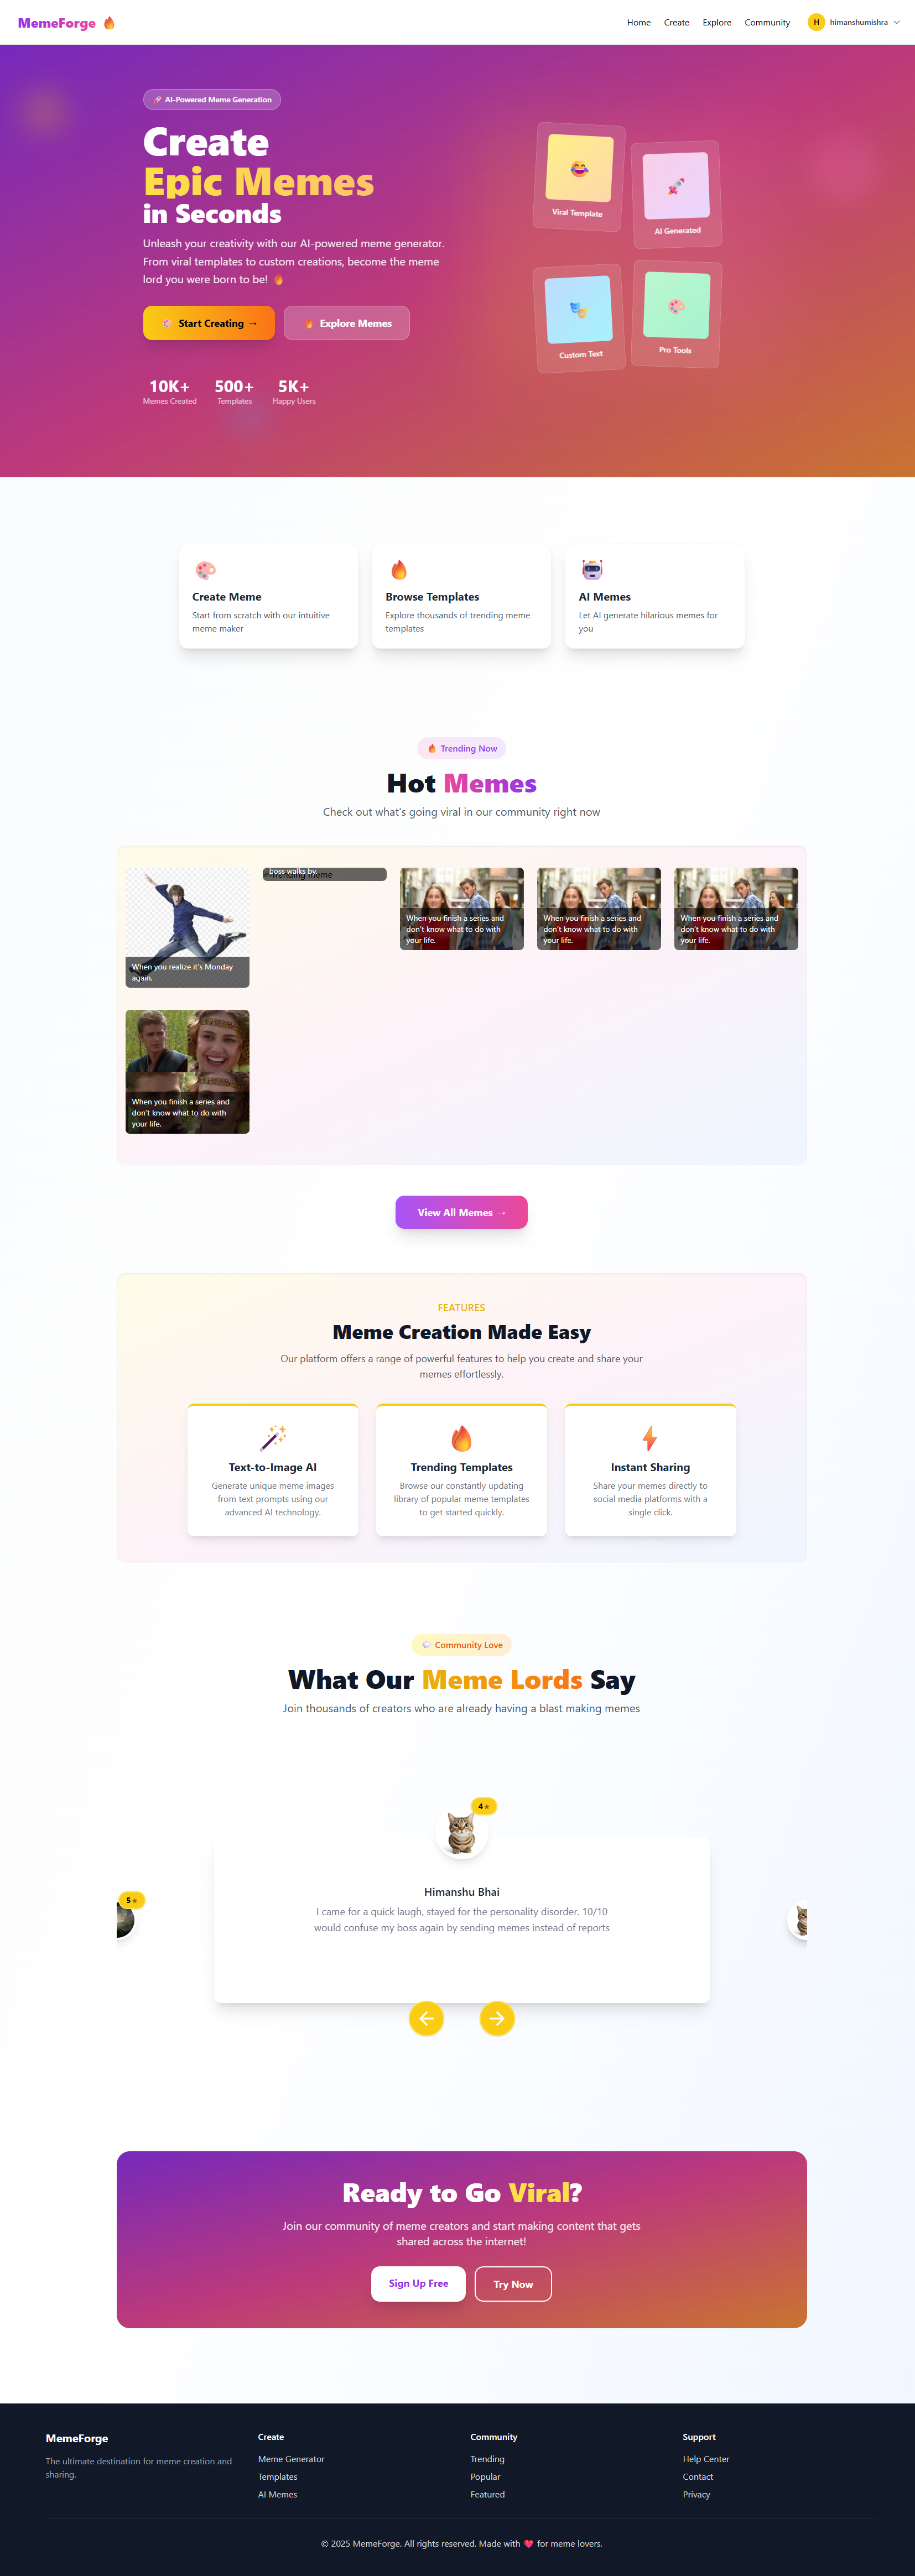 MemeForge 🔥
Home Create Explore Community H himanshumishra
🚀 AI-Powered Meme Generation
Create
Epic Memes
in Seconds
Unleash your creativity with our AI-powered meme generator.
From viral templates to custom creations, become the meme
lord you were born to be! 🔥
🎨 Start Creating →
🔥 Explore Memes
10K+
Memes Created
500+
Templates
5K+
Happy Users
Viral Template
AI Generated
Custom Text
Pro Tools
Create Meme
Start from scratch with our intuitive
meme maker
Browse Templates
Explore thousands of trending meme
templates
AI Memes
Let AI generate hilarious memes for
you
🔥 Trending Now
Hot Memes
Check out what's going viral in our community right now
When you realize it's Monday
again.
boss walks by.
Trending meme
When you finish a series and
don't know what to do with
your life.
When you finish a series and
don't know what to do with
your life.
When you finish a series and
don't know what to do with
your life.
When you finish a series and
don't know what to do with
your life.
View All Memes →
FEATURES
Meme Creation Made Easy
Our platform offers a range of powerful features to help you create and share your
memes effortlessly.
Text-to-Image AI
Generate unique meme images
from text prompts using our
advanced AI technology.
Trending Templates
Browse our constantly updating
library of popular meme templates
to get started quickly.
Instant Sharing
Share your memes directly to
social media platforms with a
single click.
💬 Community Love
What Our Meme Lords Say
Join thousands of creators who are already having a blast making memes
4 ★
5 ★
Himanshu Bhai
I came for a quick laugh, stayed for the personality disorder. 10/10
would confuse my boss again by sending memes instead of reports
Ready to Go Viral?
Join our community of meme creators and start making content that gets
shared across the internet!
Sign Up Free
Try Now
MemeForge
The ultimate destination for meme creation and
sharing.
Create
Meme Generator
Templates
AI Memes
Community
Trending
Popular
Featured
Support
Help Center
Contact
Privacy
© 2025 MemeForge. All rights reserved. Made with ❤️ for meme lovers.